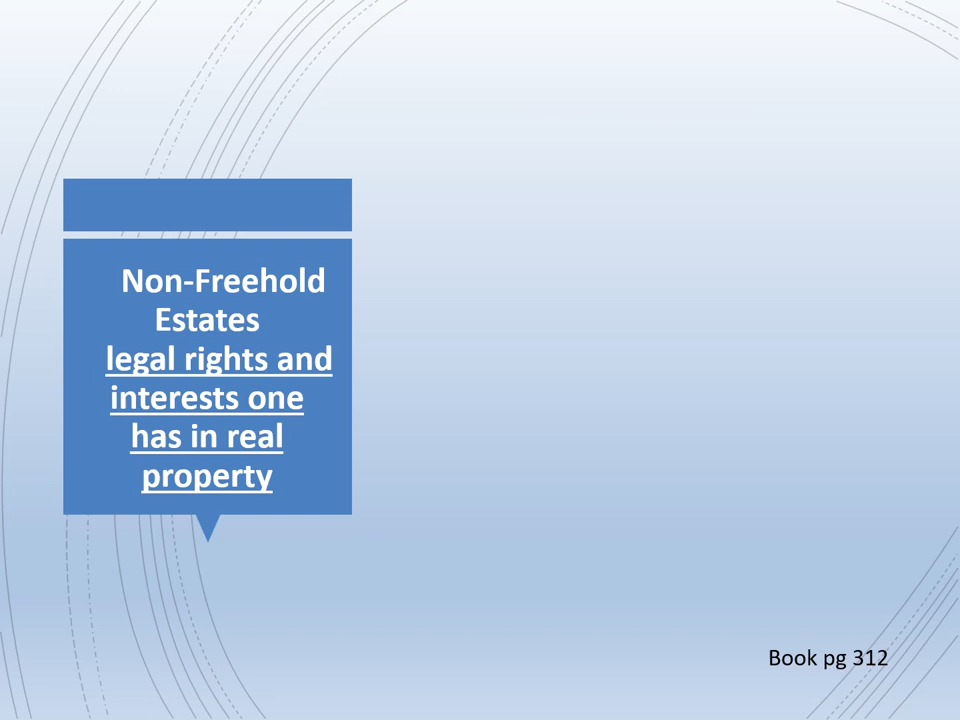 Non-Freehold
Estates
legal rights and
interests one
has in real
property
Book pg 312